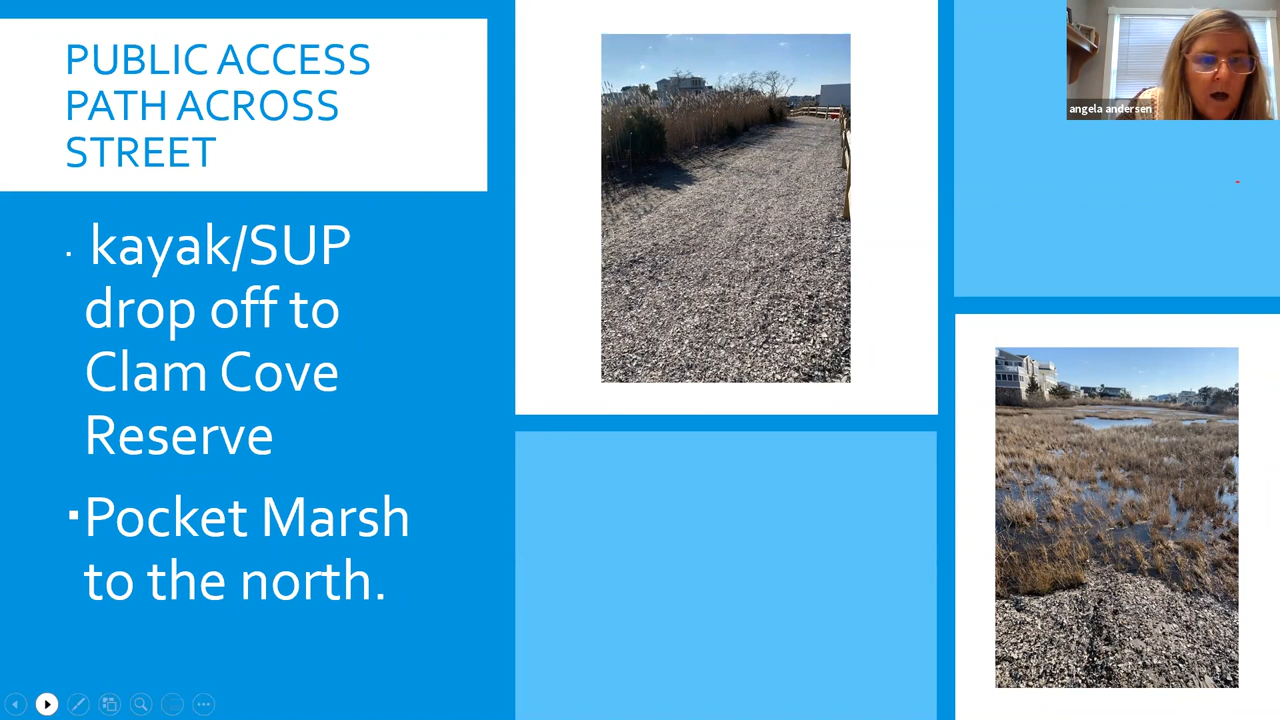 PUBLIC ACCESS
PATH ACROSS
STREET
· kayak/SUP
drop off to
Clam Cove
Reserve
▪Pocket Marsh
to the north.
angela andersen